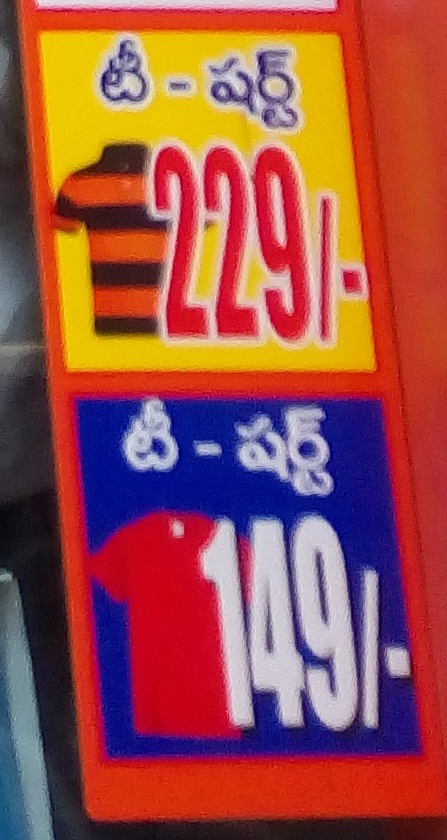 టీ - షర్ట్
229/-
టీ - షర్ట్
149/-